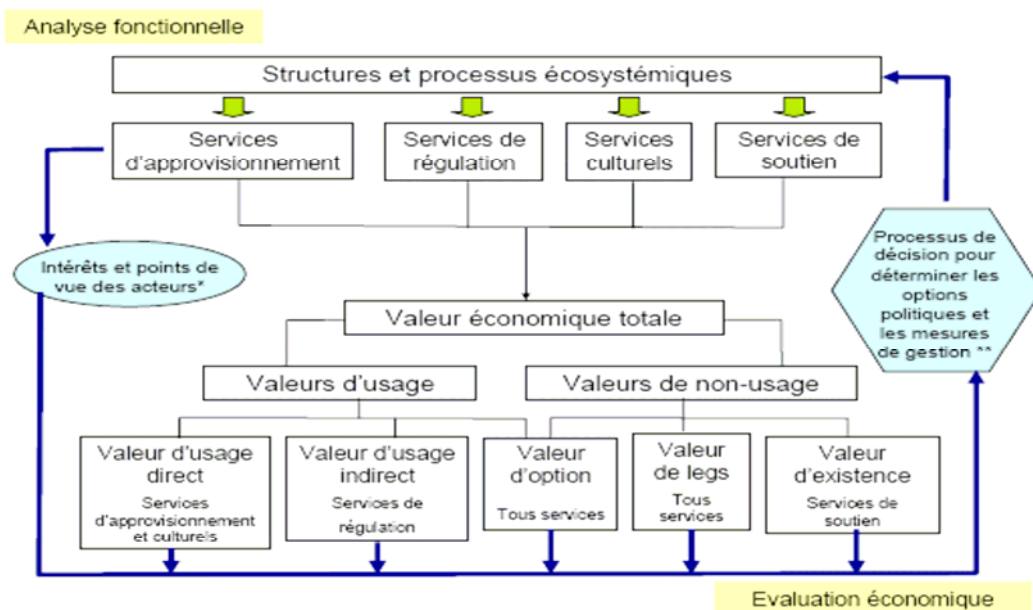 Analyse fonctionnelle
Structures et processus écosystémiques
Services
d'approvisionnement
Services de
régulation
Services
culturels
Services de
soutien
Intérêts et points de
vue des acteurs*
Processus de
décision pour
déterminer les
options
politiques et
les mesures
de gestion **
Valeur économique totale
Valeurs d'usage
Valeurs de non-usage
Valeur d'usage
direct
Services
d'approvisionnement
et culturels
Valeur d'usage
indirect
Services de
régulation
Valeur
d'option
Tous services
Valeur
de legs
Tous
services
Valeur
d'existence
Services de
soutien
Evaluation économique